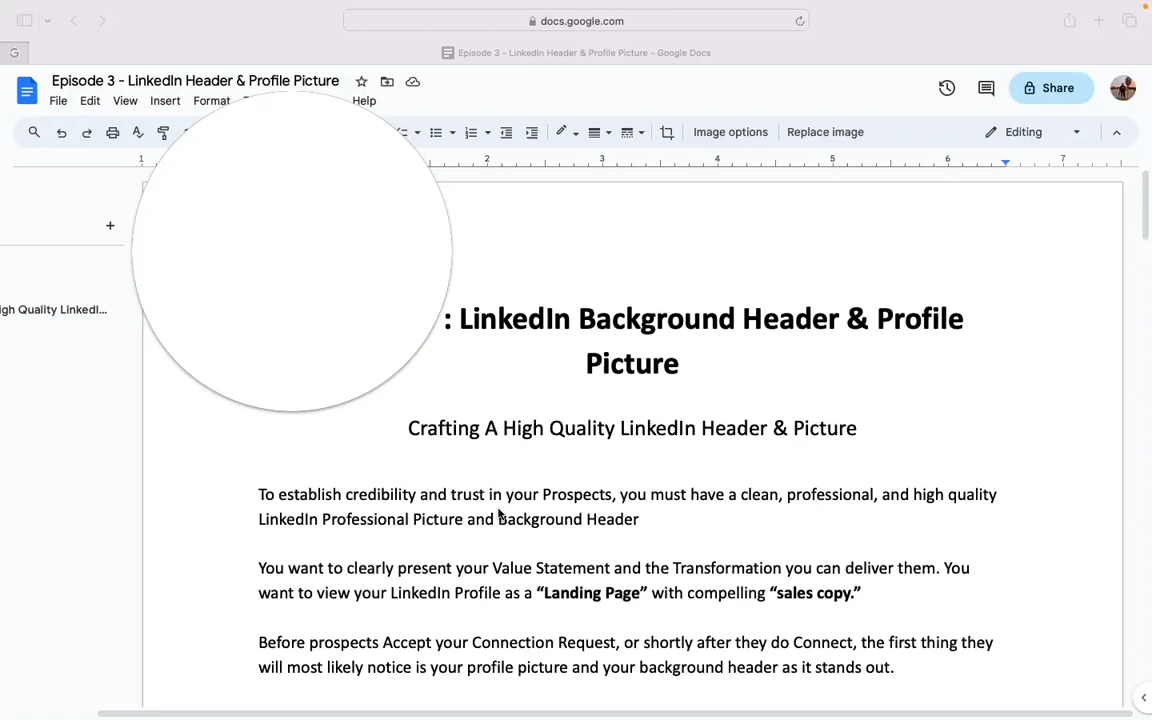 docs.google.com
G
Episode 3 - LinkedIn Header & Profile Picture - Google Docs
Episode 3 - LinkedIn Header & Profile Picture
File Edit View Insert Format Help
Share
Image options Replace image Editing
1 2 3 4 5 6 7
igh Quality LinkedI...
: LinkedIn Background Header & Profile
Picture
Crafting A High Quality LinkedIn Header & Picture
To establish credibility and trust in your Prospects, you must have a clean, professional, and high quality
LinkedIn Professional Picture and Background Header
You want to clearly present your Value Statement and the Transformation you can deliver them. You
want to view your LinkedIn Profile as a “Landing Page” with compelling “sales copy.”
Before prospects Accept your Connection Request, or shortly after they do Connect, the first thing they
will most likely notice is your profile picture and your background header as it stands out.